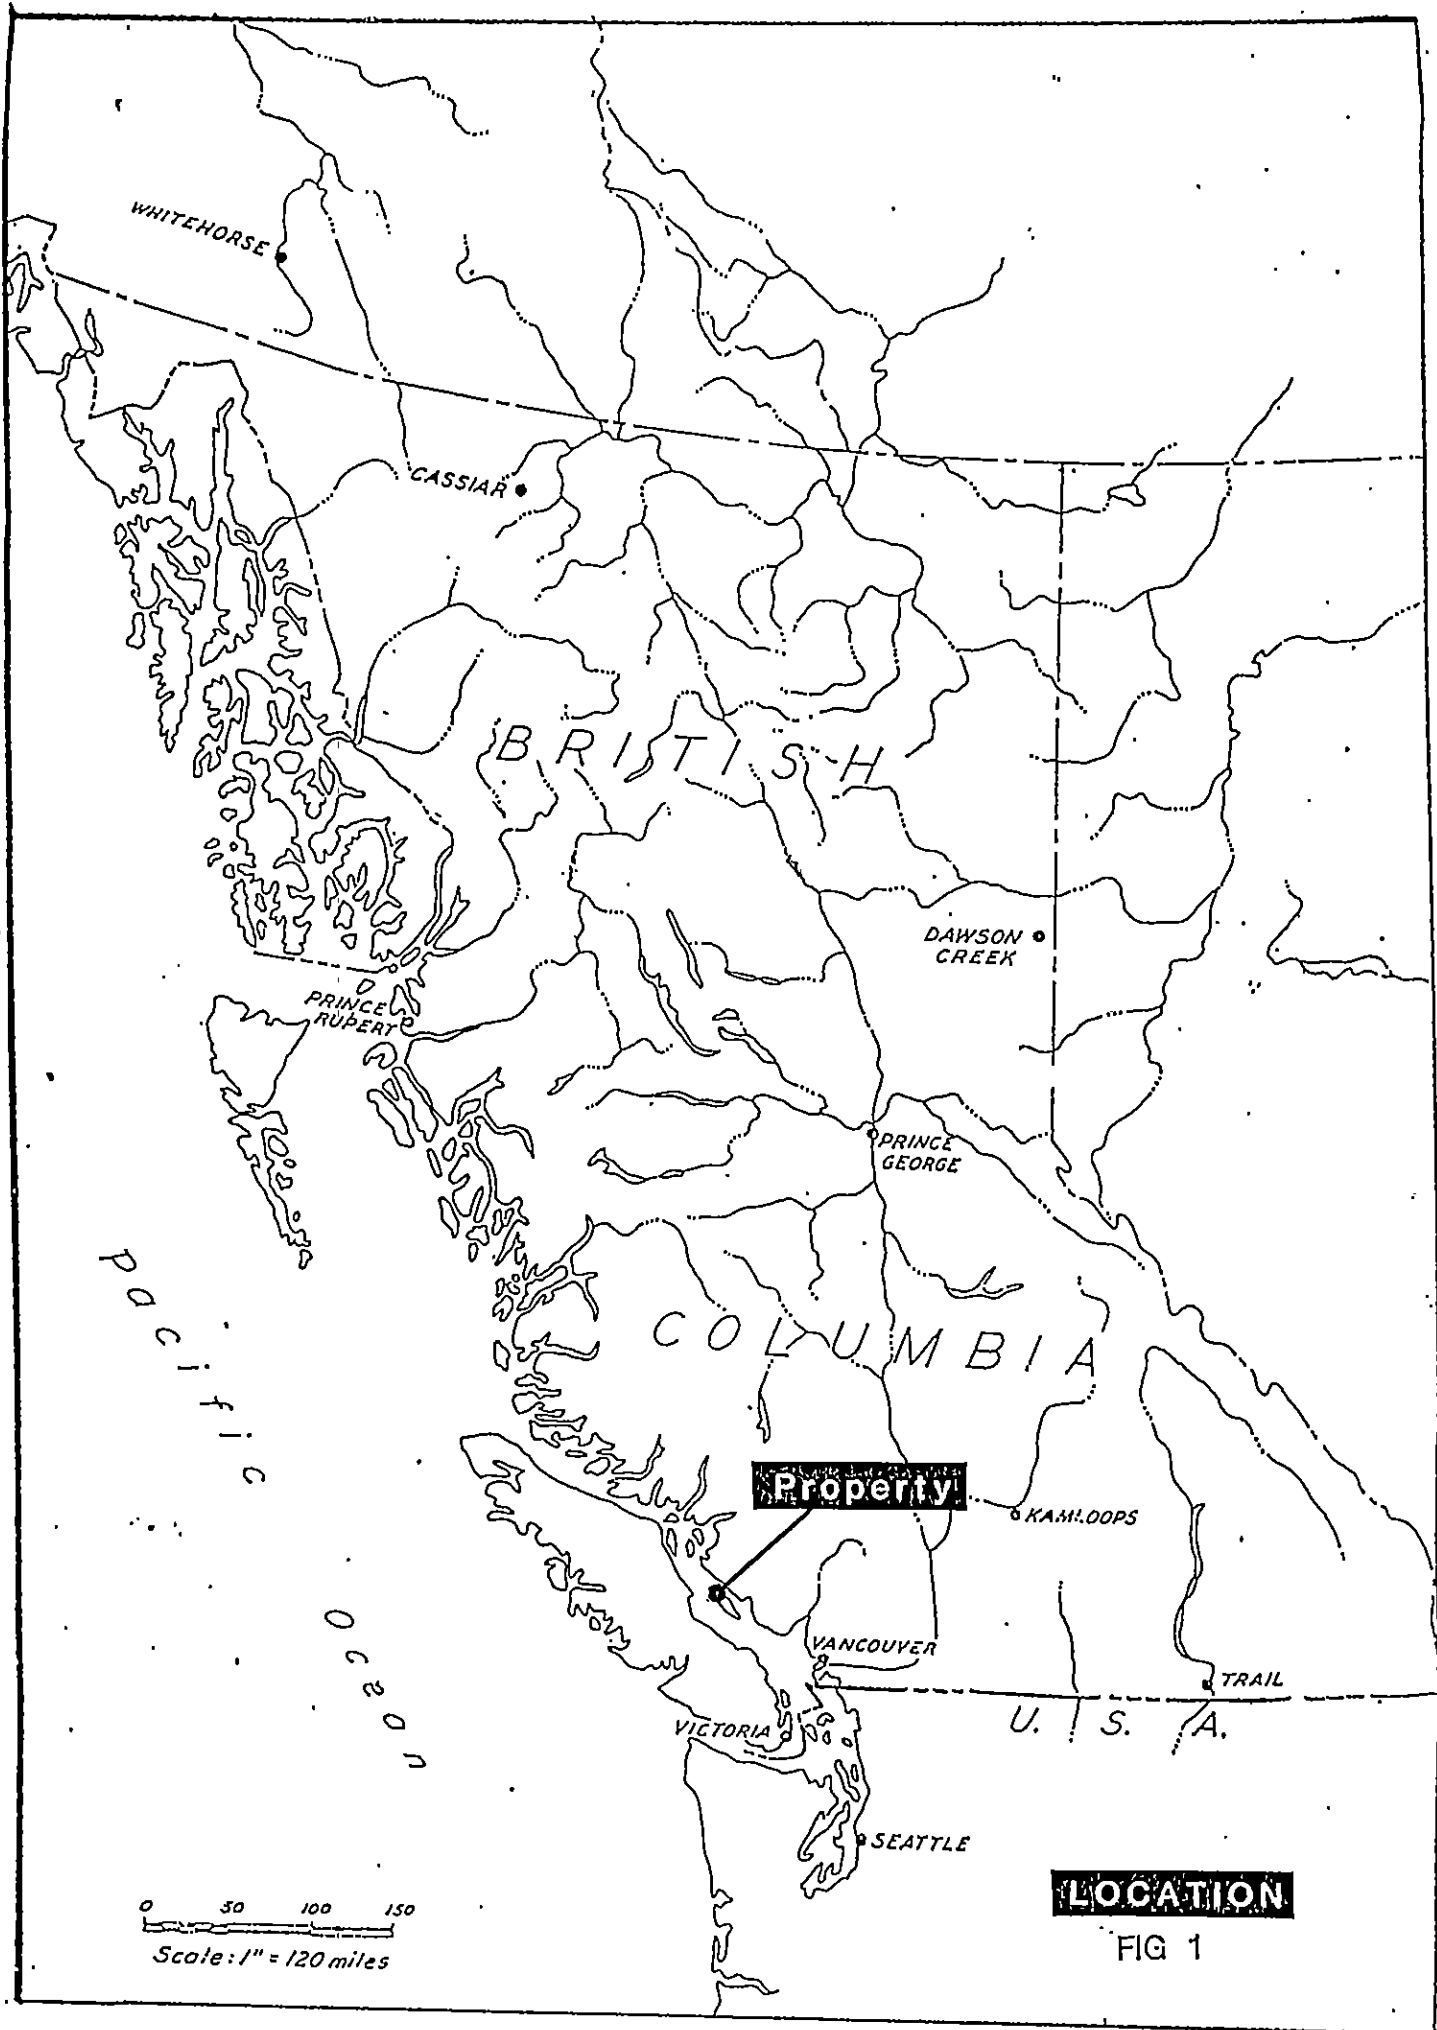 WHITEHORSE
CASSIAR
BRITISH
DAWSON
CREEK
PRINCE
RUPERT
PRINCE
GEORGE
Pacific
COLUMBIA
Property
KAMLOOPS
Ocean
VANCOUVER
TRAIL
VICTORIA
U. S. A.
SEATTLE
LOCATION
FIG 1
0 50 100 150
Scale: 1" = 120 miles